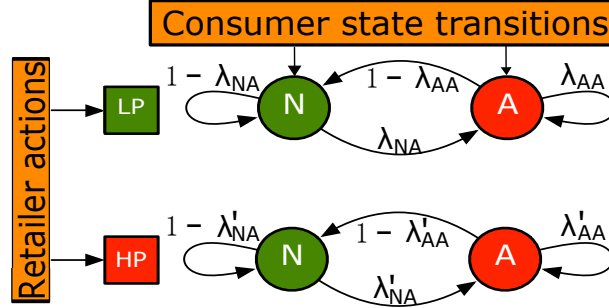 Consumer state transitions
Retailer actions
LP
1 - λNA
N
1 - λAA
λNA
A
λAA
HP
1 - λ'NA
N
1 - λ'AA
λ'NA
A
λ'AA